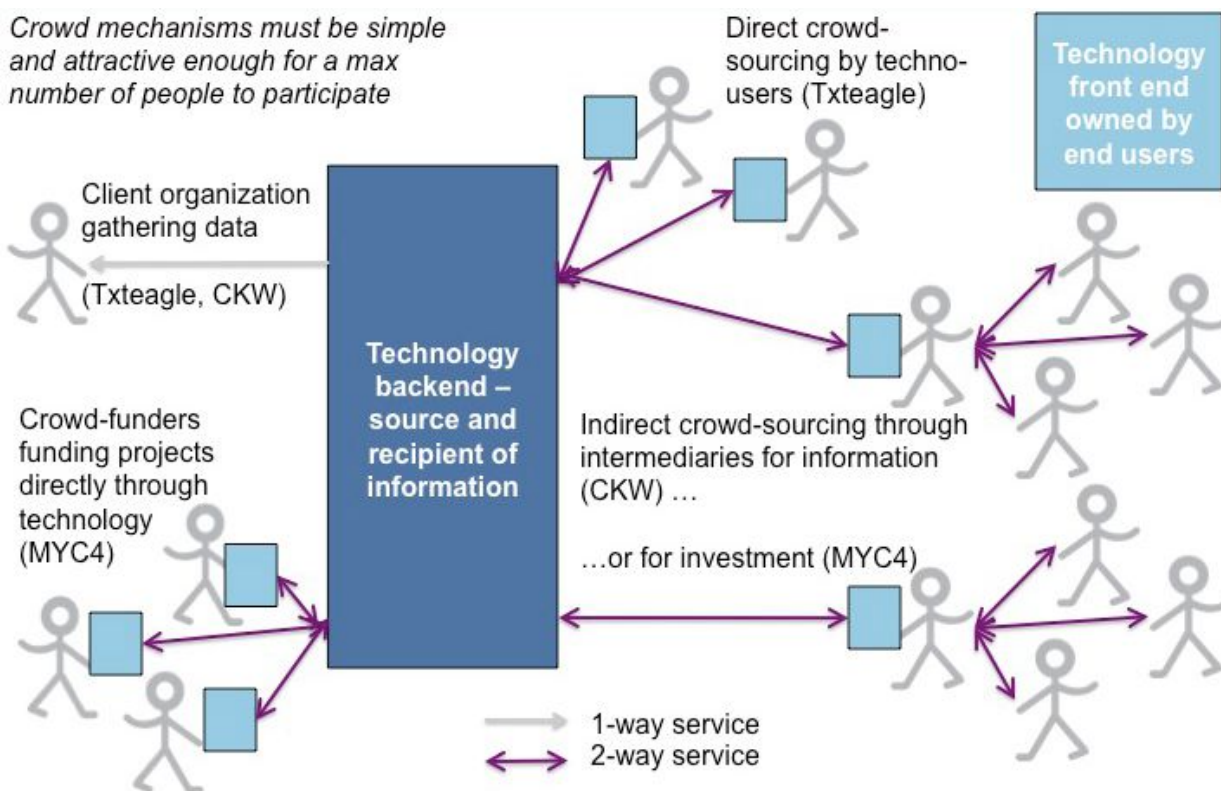 Crowd mechanisms must be simple
and attractive enough for a max
number of people to participate
Direct crowd-
sourcing by techno-
users (Txteagle)
Technology
front end
owned by
end users
Client organization
gathering data
(Txteagle, CKW)
Technology
backend –
source and
recipient of
information
Crowd-funders
funding projects
directly through
technology
(MYC4)
Indirect crowd-sourcing through
intermediaries for information
(CKW) …
…or for investment (MYC4)
1-way service
2-way service